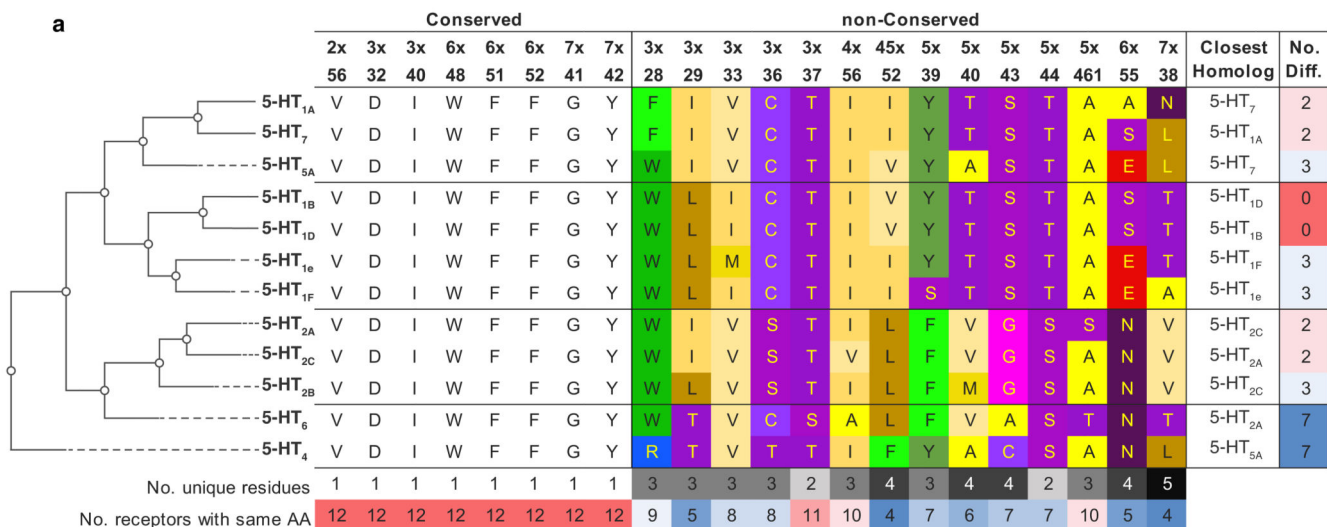 a
Conserved non-Conserved
2x 3x 3x 6x 6x 6x 7x 7x 3x 3x 3x 3x 3x 4x 45x 5x 5x 5x 5x 5x 6x 7x Closest No.
56 32 40 48 51 52 41 42 28 29 33 36 37 56 52 39 40 43 44 461 55 38 Homolog Diff.
5-HT1A V D I W F F G Y F I V C T I I Y T S T A A N 5-HT7 2
5-HT7 V D I W F F G Y F I V C T I I Y T S T A S L 5-HT1A 2
5-HT5A V D I W F F G Y W I V C T I V Y A S T A E L 5-HT7 3
5-HT1B V D I W F F G Y W L I C T I V Y T S T A S T 5-HT1D 0
5-HT1D V D I W F F G Y W L I C T I V Y T S T A S T 5-HT1B 0
5-HT1e V D I W F F G Y W L M C T I I Y T S T A E T 5-HT1F 3
5-HT1F V D I W F F G Y W L I C T I I S T S T A E A 5-HT1e 3
5-HT2A V D I W F F G Y W I V S T I L F V G S S N V 5-HT2C 2
5-HT2C V D I W F F G Y W I V S T V L F V G S A N V 5-HT2A 2
5-HT2B V D I W F F G Y W L V S T I L F M G S A N V 5-HT2C 3
5-HT6 V D I W F F G Y W T V C S A L F V A S T N T 5-HT2A 7
5-HT4 V D I W F F G Y R T V T T I F Y A C S A N L 5-HT5A 7
No. unique residues 1 1 1 1 1 1 1 1 3 3 3 3 2 3 4 3 4 4 2 3 4 5
No. receptors with same AA 12 12 12 12 12 12 12 12 9 5 8 8 11 10 4 7 6 7 7 10 5 4